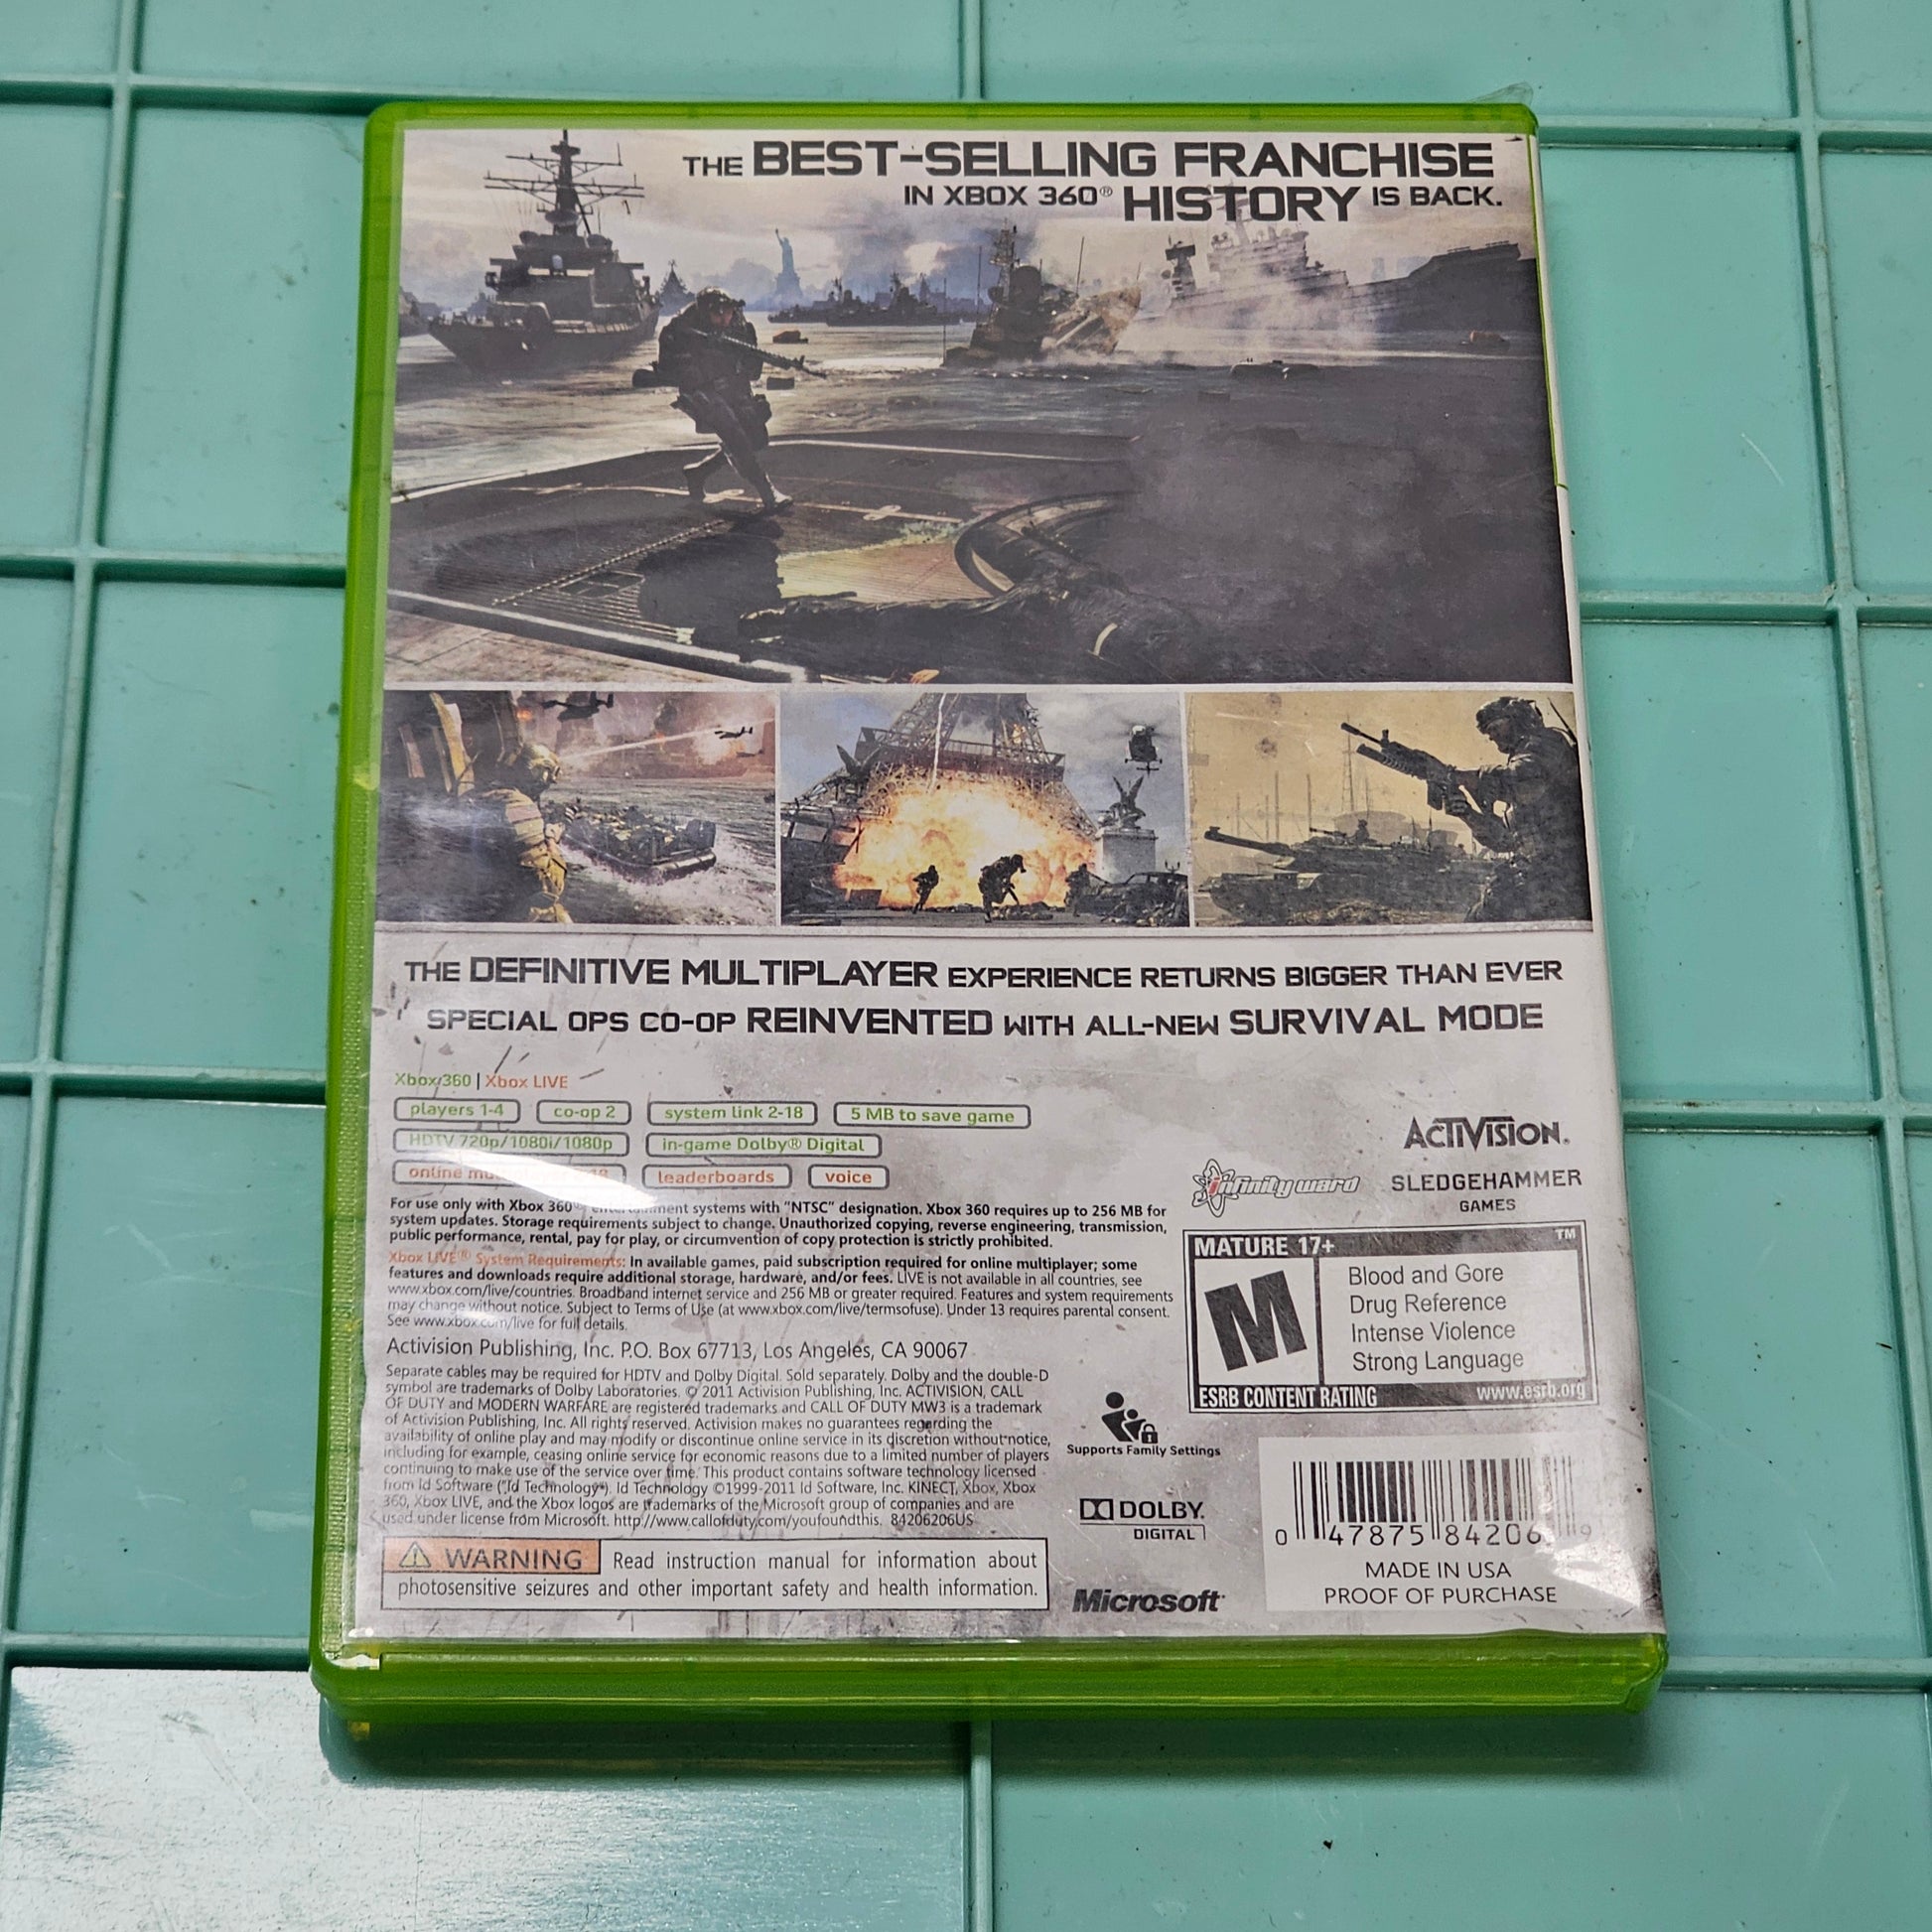 THE BEST-SELLING FRANCHISE
IN XBOX 360® HISTORY IS BACK.
THE DEFINITIVE MULTIPLAYER EXPERIENCE RETURNS BIGGER THAN EVER
SPECIAL OPS CO-OP REINVENTED WITH ALL-NEW SURVIVAL MODE
Xbox 360 | Xbox LIVE
players 1-4 co-op 2 system link 2-18 5 MB to save game
HDTV 720p/1080i/1080p in-game Dolby® Digital
online leaderboards voice
For use only with Xbox 360® systems with "NTSC" designation. Xbox 360 requires up to 256 MB for
system updates. Storage requirements subject to change. Unauthorized copying, reverse engineering, transmission,
public performance, rental, pay for play, or circumvention of copy protection is strictly prohibited.
Xbox LIVE® System Requirements: In available games, paid subscription required for online multiplayer; some
features and downloads require additional storage, hardware, and/or fees. LIVE is not available in all countries, see
www.xbox.com/live/countries. Broadband internet service and 256 MB or greater required. Features and system requirements
may change without notice. Subject to Terms of Use (at www.xbox.com/live/termsofuse). Under 13 requires parental consent.
See www.xbox.com/live for full details.
Activision Publishing, Inc. P.O. Box 67713, Los Angeles, CA 90067
Separate cables may be required for HDTV and Dolby Digital. Sold separately. Dolby and the double-D
symbol are trademarks of Dolby Laboratories. © 2011 Activision Publishing, Inc. ACTIVISION, CALL
OF DUTY and MODERN WARFARE are registered trademarks and CALL OF DUTY MW3 is a trademark
of Activision Publishing, Inc. All rights reserved. Activision makes no guarantees regarding the
availability of online play and may modify or discontinue online service in its discretion without notice,
including for example, ceasing online service for economic reasons due to a limited number of players
continuing to make use of the service over time. This product contains software technology licensed
from Id Software ("Id Technology"). Id Technology ©1999-2011 Id Software, Inc. KINECT, Xbox, Xbox
360, Xbox LIVE, and the Xbox logos are trademarks of the Microsoft group of companies and are
used under license from Microsoft. http://www.callofduty.com/youfoundthis. 84206206US
WARNING Read instruction manual for information about
photosensitive seizures and other important safety and health information.
ACTIVISION.
infinity ward
SLEDGEHAMMER
GAMES
MATURE 17+ ™
M
Blood and Gore
Drug Reference
Intense Violence
Strong Language
ESRB CONTENT RATING www.esrb.org
Supports Family Settings
DOLBY.
DIGITAL
Microsoft
0 47875 84206 9
MADE IN USA
PROOF OF PURCHASE